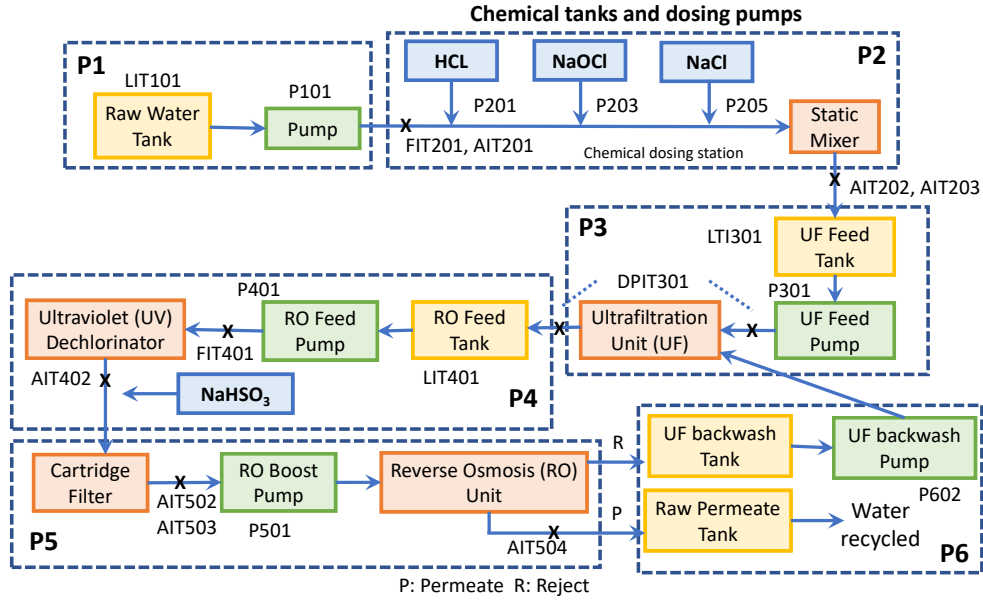 Chemical tanks and dosing pumps
P1
LIT101
Raw Water
Tank
P101
Pump
P2
HCL
NaOCl
NaCl
P201
P203
P205
FIT201, AIT201
Chemical dosing station
Static
Mixer
AIT202, AIT203
P3
LTI301
UF Feed
Tank
P301
UF Feed
Pump
DPIT301
Ultrafiltration
Unit (UF)
P401
RO Feed
Pump
RO Feed
Tank
LIT401
FIT401
Ultraviolet (UV)
Dechlorinator
AIT402
NaHSO₃
P4
Cartridge
Filter
AIT502
AIT503
RO Boost
Pump
P501
Reverse Osmosis (RO)
Unit
AIT504
P5
R
P
UF backwash
Tank
UF backwash
Pump
P602
Raw Permeate
Tank
Water
recycled
P6
P: Permeate R: Reject